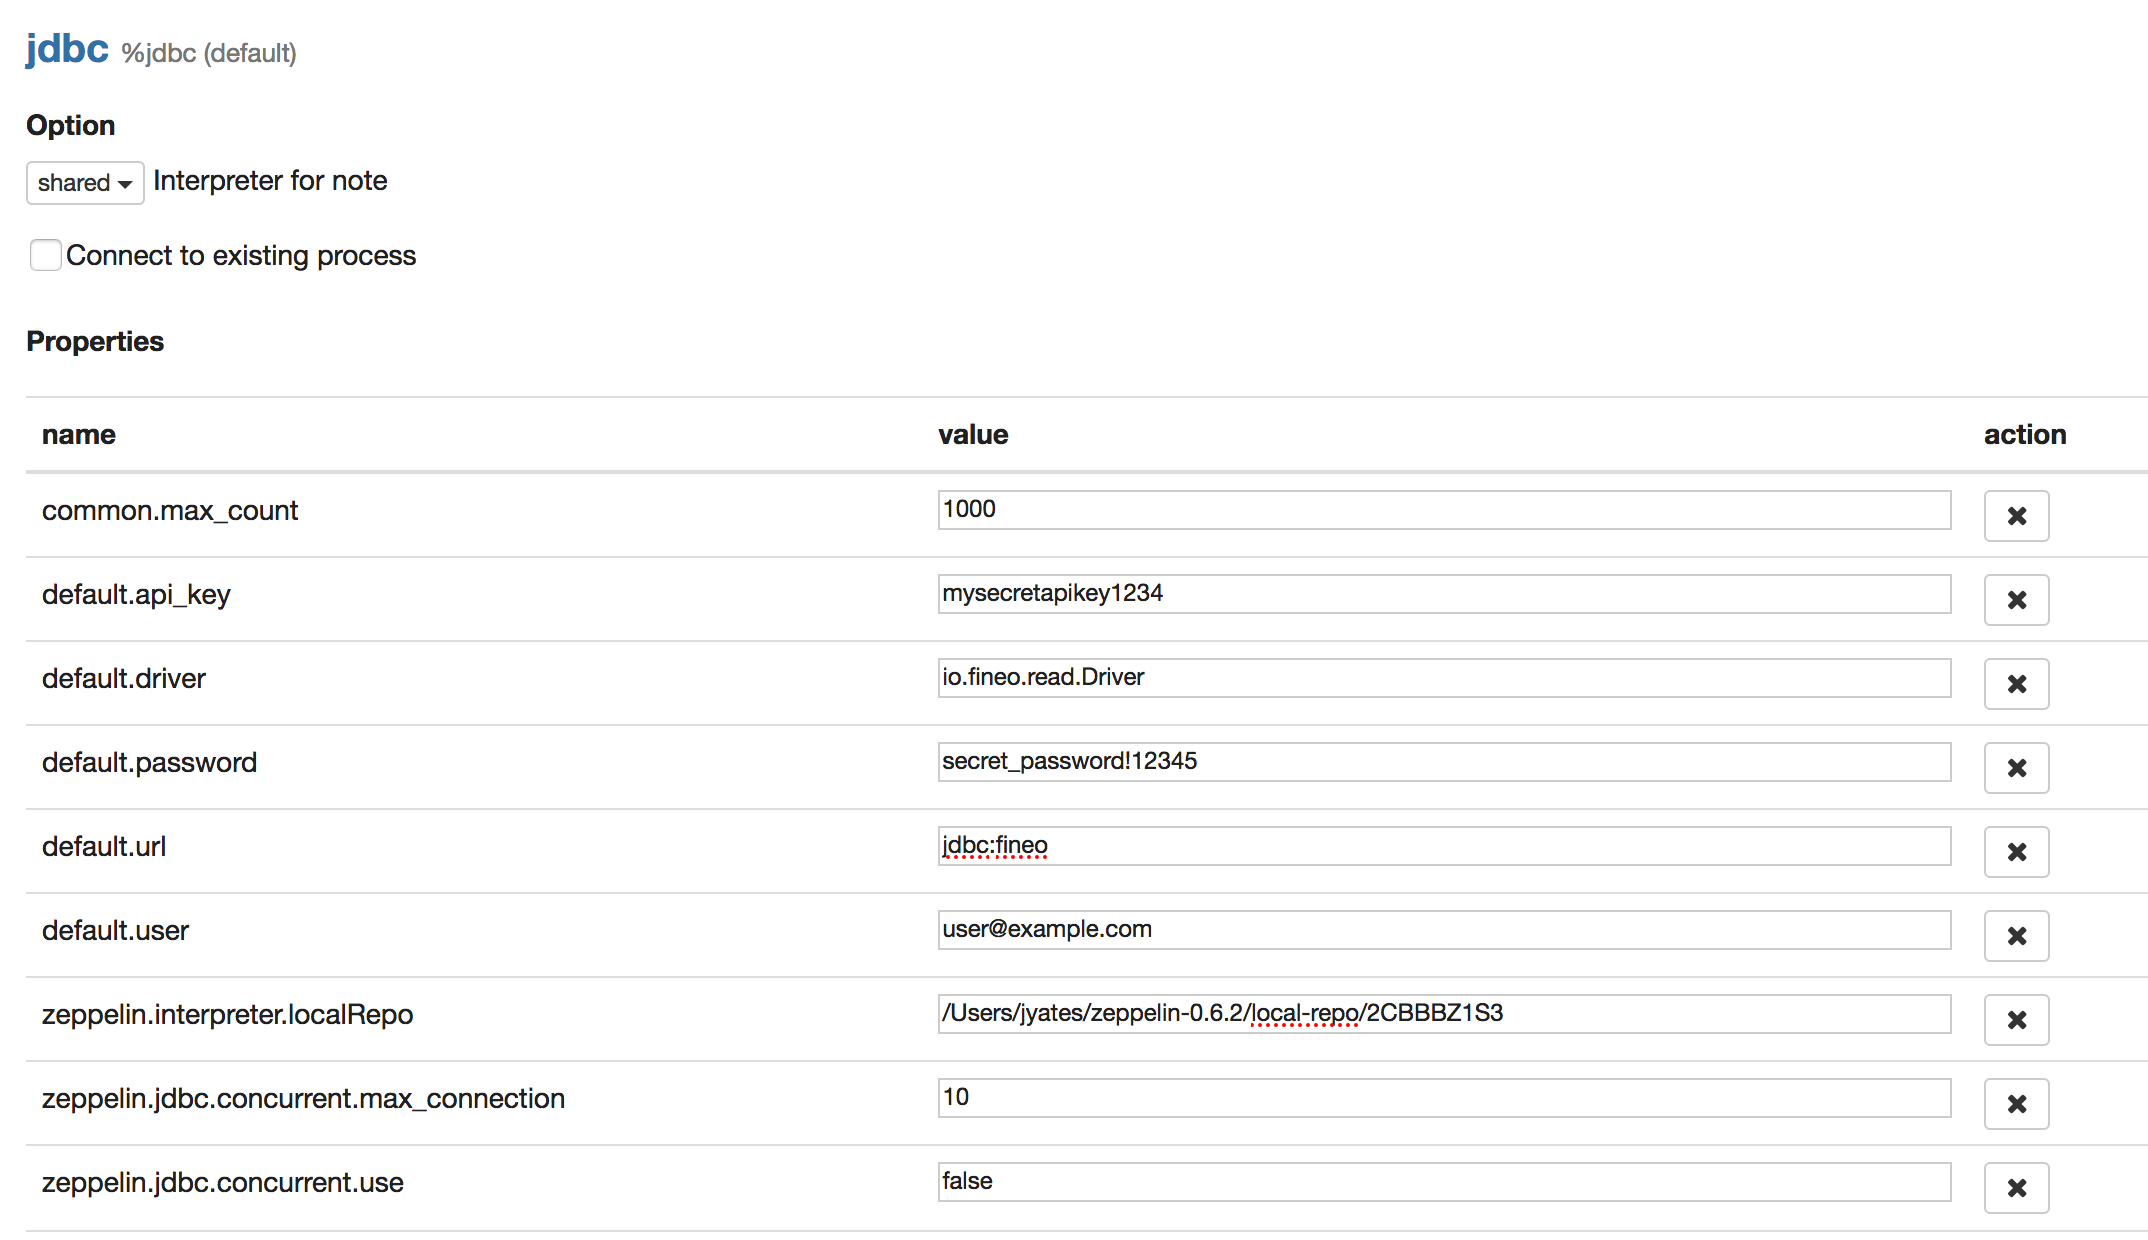 jdbc %jdbc (default)
Option
shared Interpreter for note
Connect to existing process
Properties
name value action
common.max_count 1000
default.api_key mysecretapikey1234
default.driver io.fineo.read.Driver
default.password secret_password!12345
default.url jdbc:fineo
default.user user@example.com
zeppelin.interpreter.localRepo /Users/jyates/zeppelin-0.6.2/local-repo/2CBBBZ1S3
zeppelin.jdbc.concurrent.max_connection 10
zeppelin.jdbc.concurrent.use false